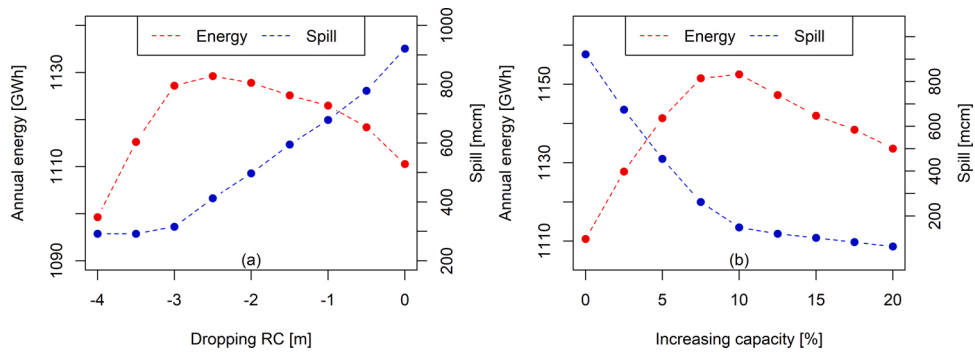 Energy Spill
Annual energy [GWh]
1090 1110 1130
Spill [mcm]
200 400 600 800 1000
(a)
-4 -3 -2 -1 0
Dropping RC [m]
Energy Spill
Annual energy [GWh]
1110 1130 1150
Spill [mcm]
200 400 600 800
(b)
0 5 10 15 20
Increasing capacity [%]